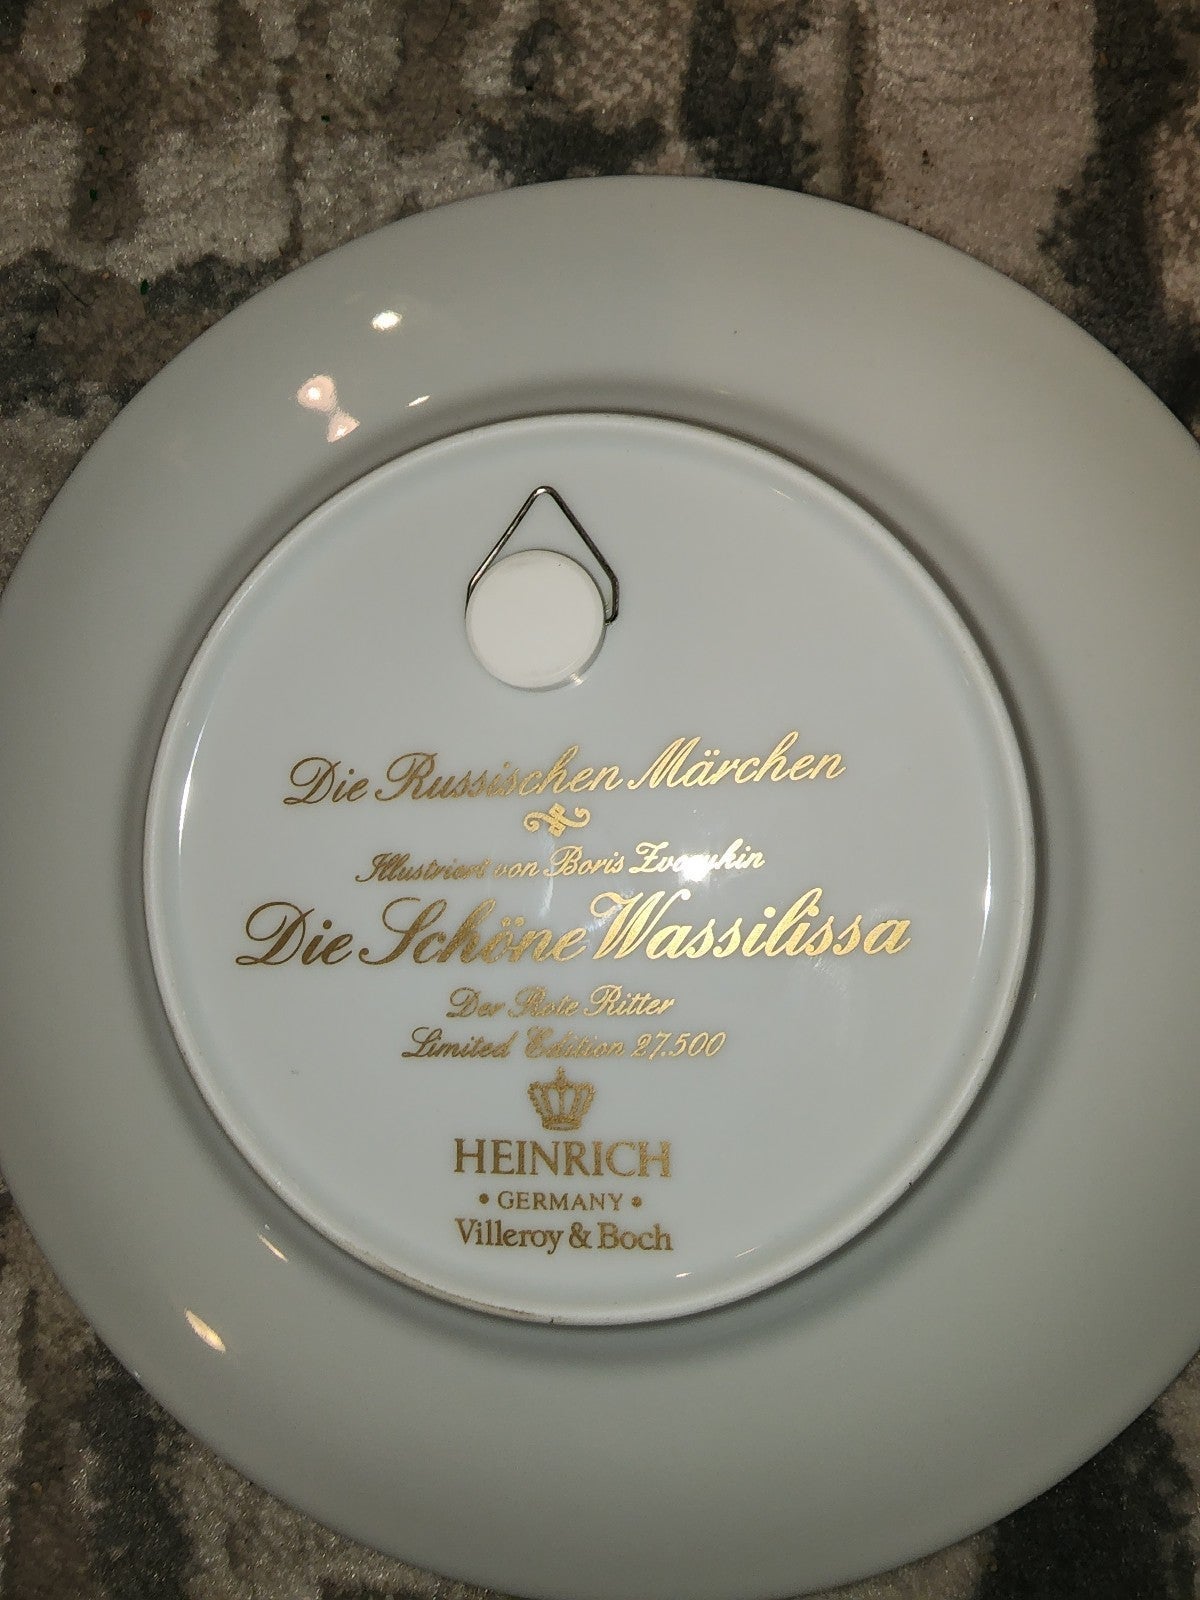 Die Russischen Märchen
Illustriert von Boris Zvorykin
Die Schöne Wassilissa
Der Rote Ritter
Limited Edition 27.500
HEINRICH
• GERMANY •
Villeroy & Boch